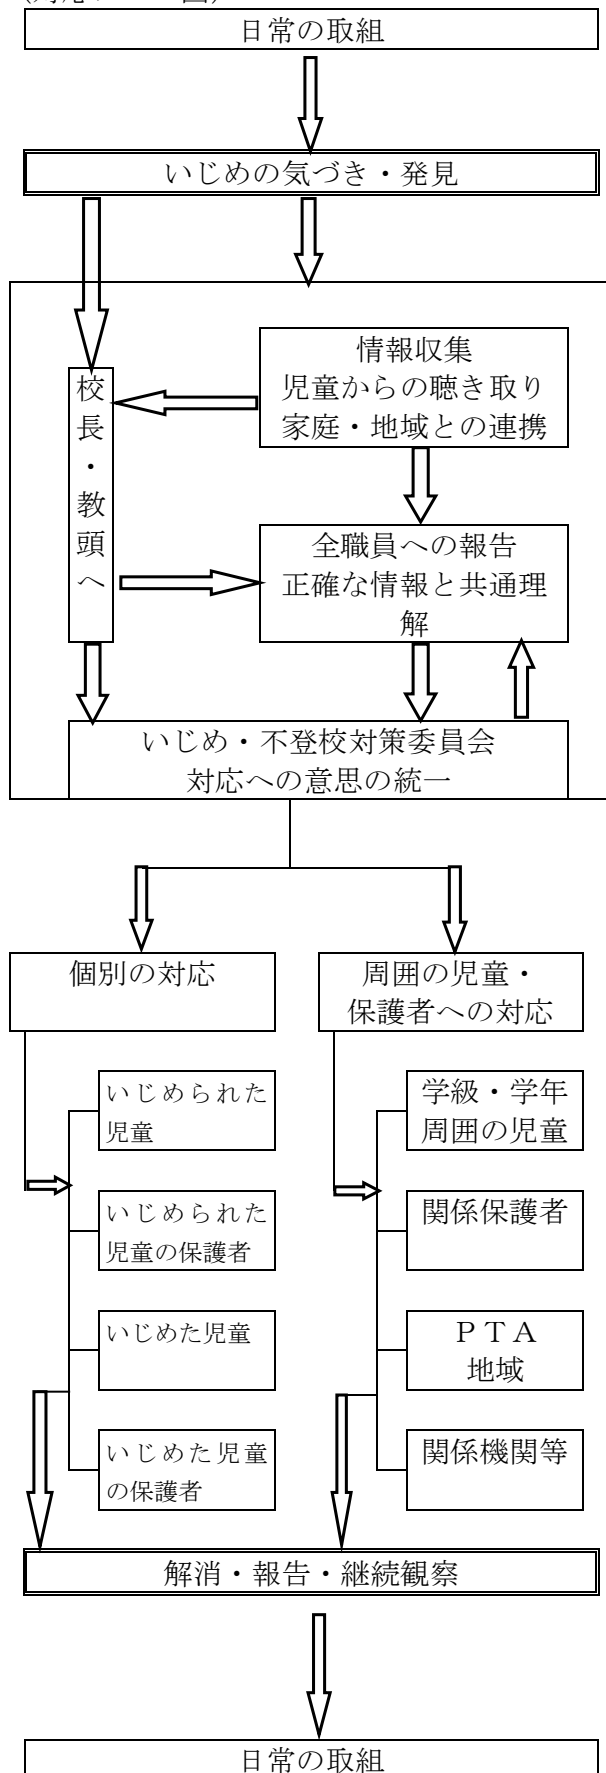 日常の取組
いじめの気づき・発見
情報収集
児童からの聴き取り
家庭・地域との連携
校長・教頭へ
全職員への報告
正確な情報と共通理
解
いじめ・不登校対策委員会
対応への意思の統一
個別の対応
周囲の児童・
保護者への対応
いじめられた
児童
学級・学年
周囲の児童
いじめられた
児童の保護者
関係保護者
いじめた児童
ＰＴＡ
地域
いじめた児童
の保護者
関係機関等
解消・報告・継続観察
日常の取組